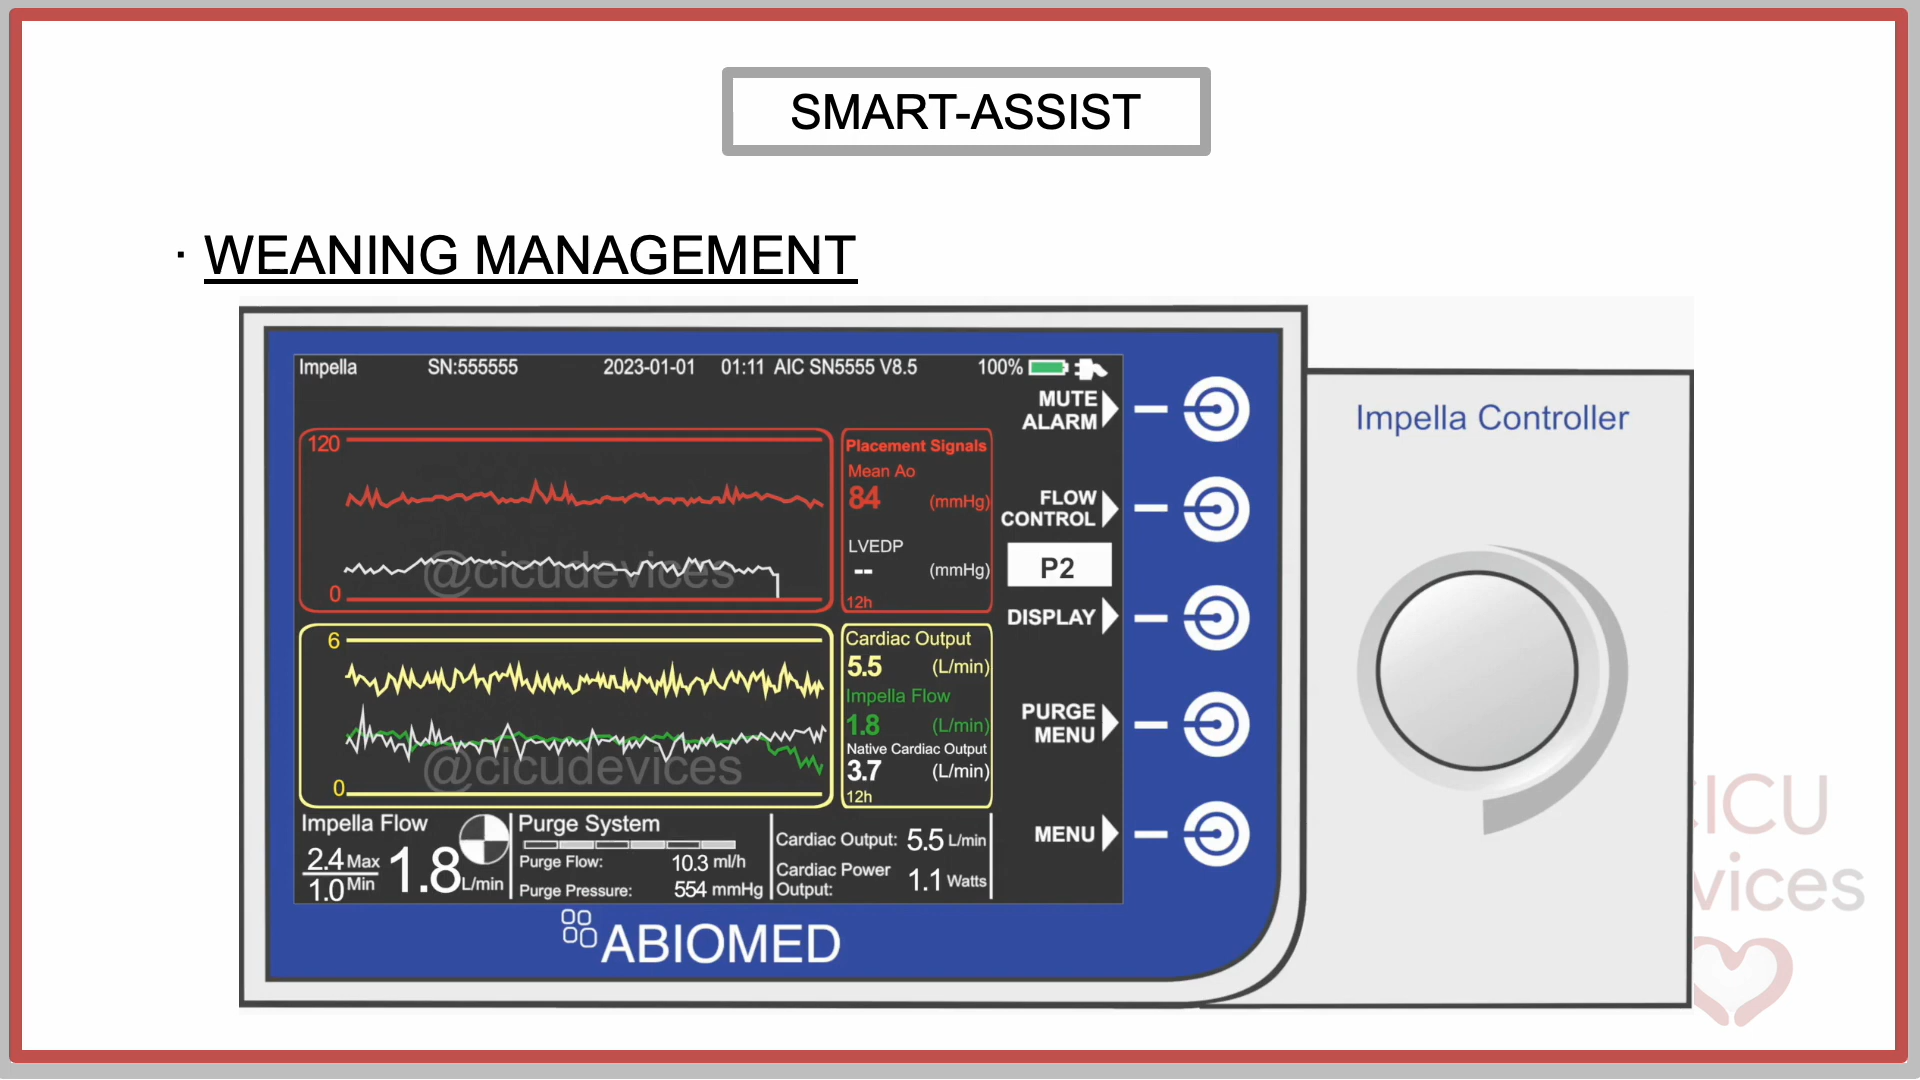 SMART-ASSIST
· WEANING MANAGEMENT
Impella SN:555555 2023-01-01 01:11 AIC SN5555 V8.5 100%
MUTE
ALARM
120
0
@cicudevices
Placement Signals
Mean Ao
84 (mmHg)
LVEDP
-- (mmHg)
12h
FLOW
CONTROL
P2
DISPLAY
6
0
@cicudevices
Cardiac Output
5.5 (L/min)
Impella Flow
1.8 (L/min)
Native Cardiac Output
3.7 (L/min)
12h
PURGE
MENU
MENU
Impella Flow
2.4 Max
1.0 Min
1.8 L/min
Purge System
Purge Flow: 10.3 ml/h
Purge Pressure: 554 mmHg
Cardiac Output: 5.5 L/min
Cardiac Power
Output: 1.1 Watts
ABIOMED
Impella Controller
CICU
vices